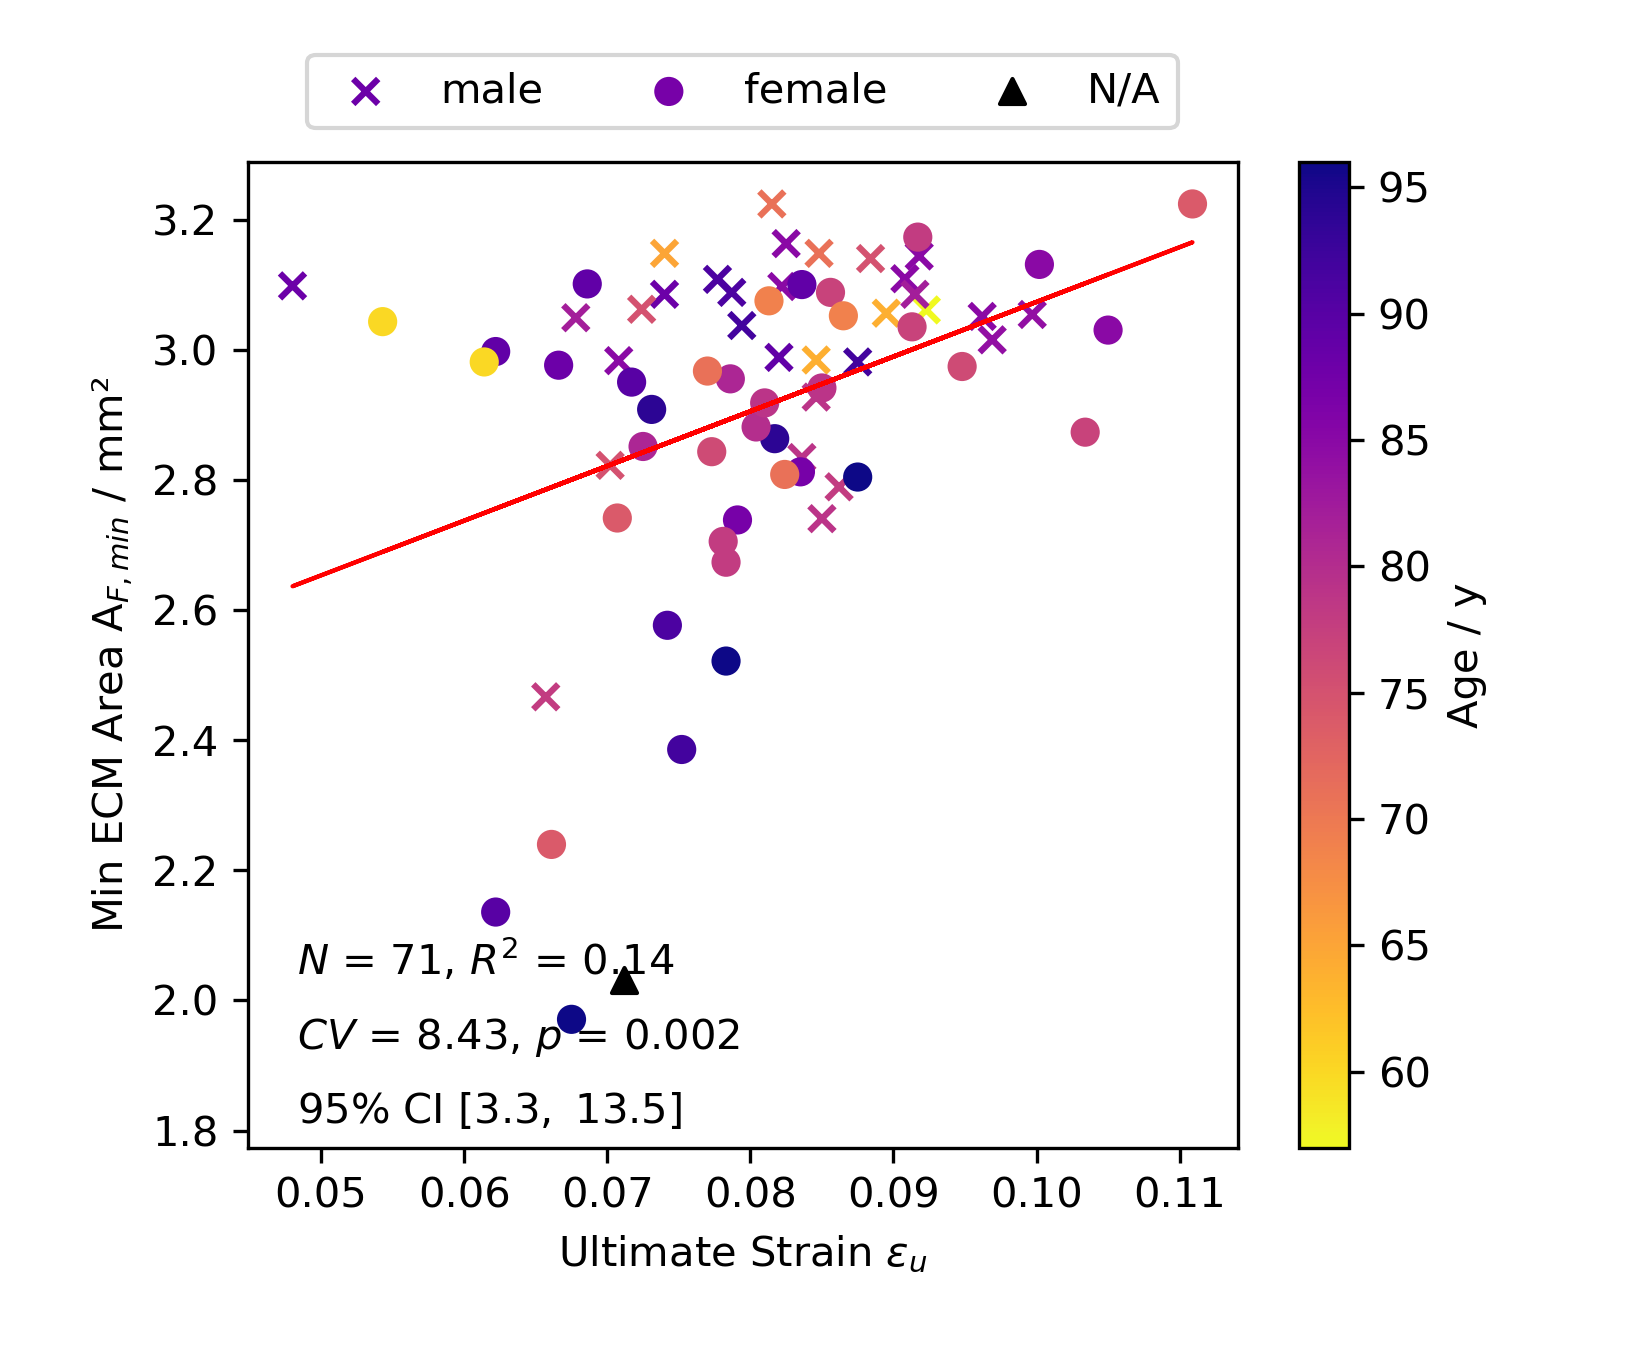 male female N/A
3.2
3.0
2.8
2.6
2.4
2.2
2.0
1.8
Min ECM Area A_{F, min} / mm²
N = 71, R² = 0.14
CV = 8.43, p = 0.002
95% CI [3.3, 13.5]
0.05 0.06 0.07 0.08 0.09 0.10 0.11
Ultimate Strain ε_u
95
90
85
80
75
70
65
60
Age / y